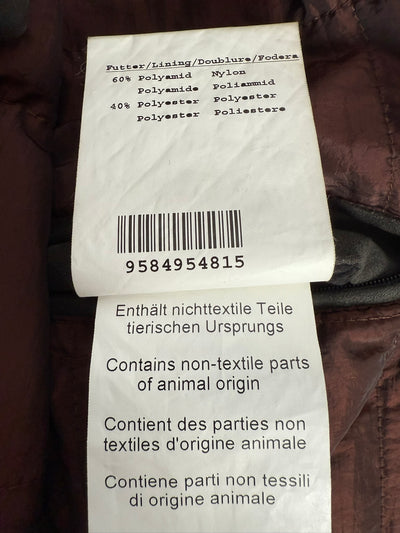 Futter/Lining/Doublure/Fodera
60% Polyamid Nylon
Polyamide Poliammid
40% Polyester Polyester
Polyester Poliestere
9584954815
Enthält nichttextile Teile
tierischen Ursprungs
Contains non-textile parts
of animal origin
Contient des parties non
textiles d'origine animale
Contiene parti non tessili
di origine animale